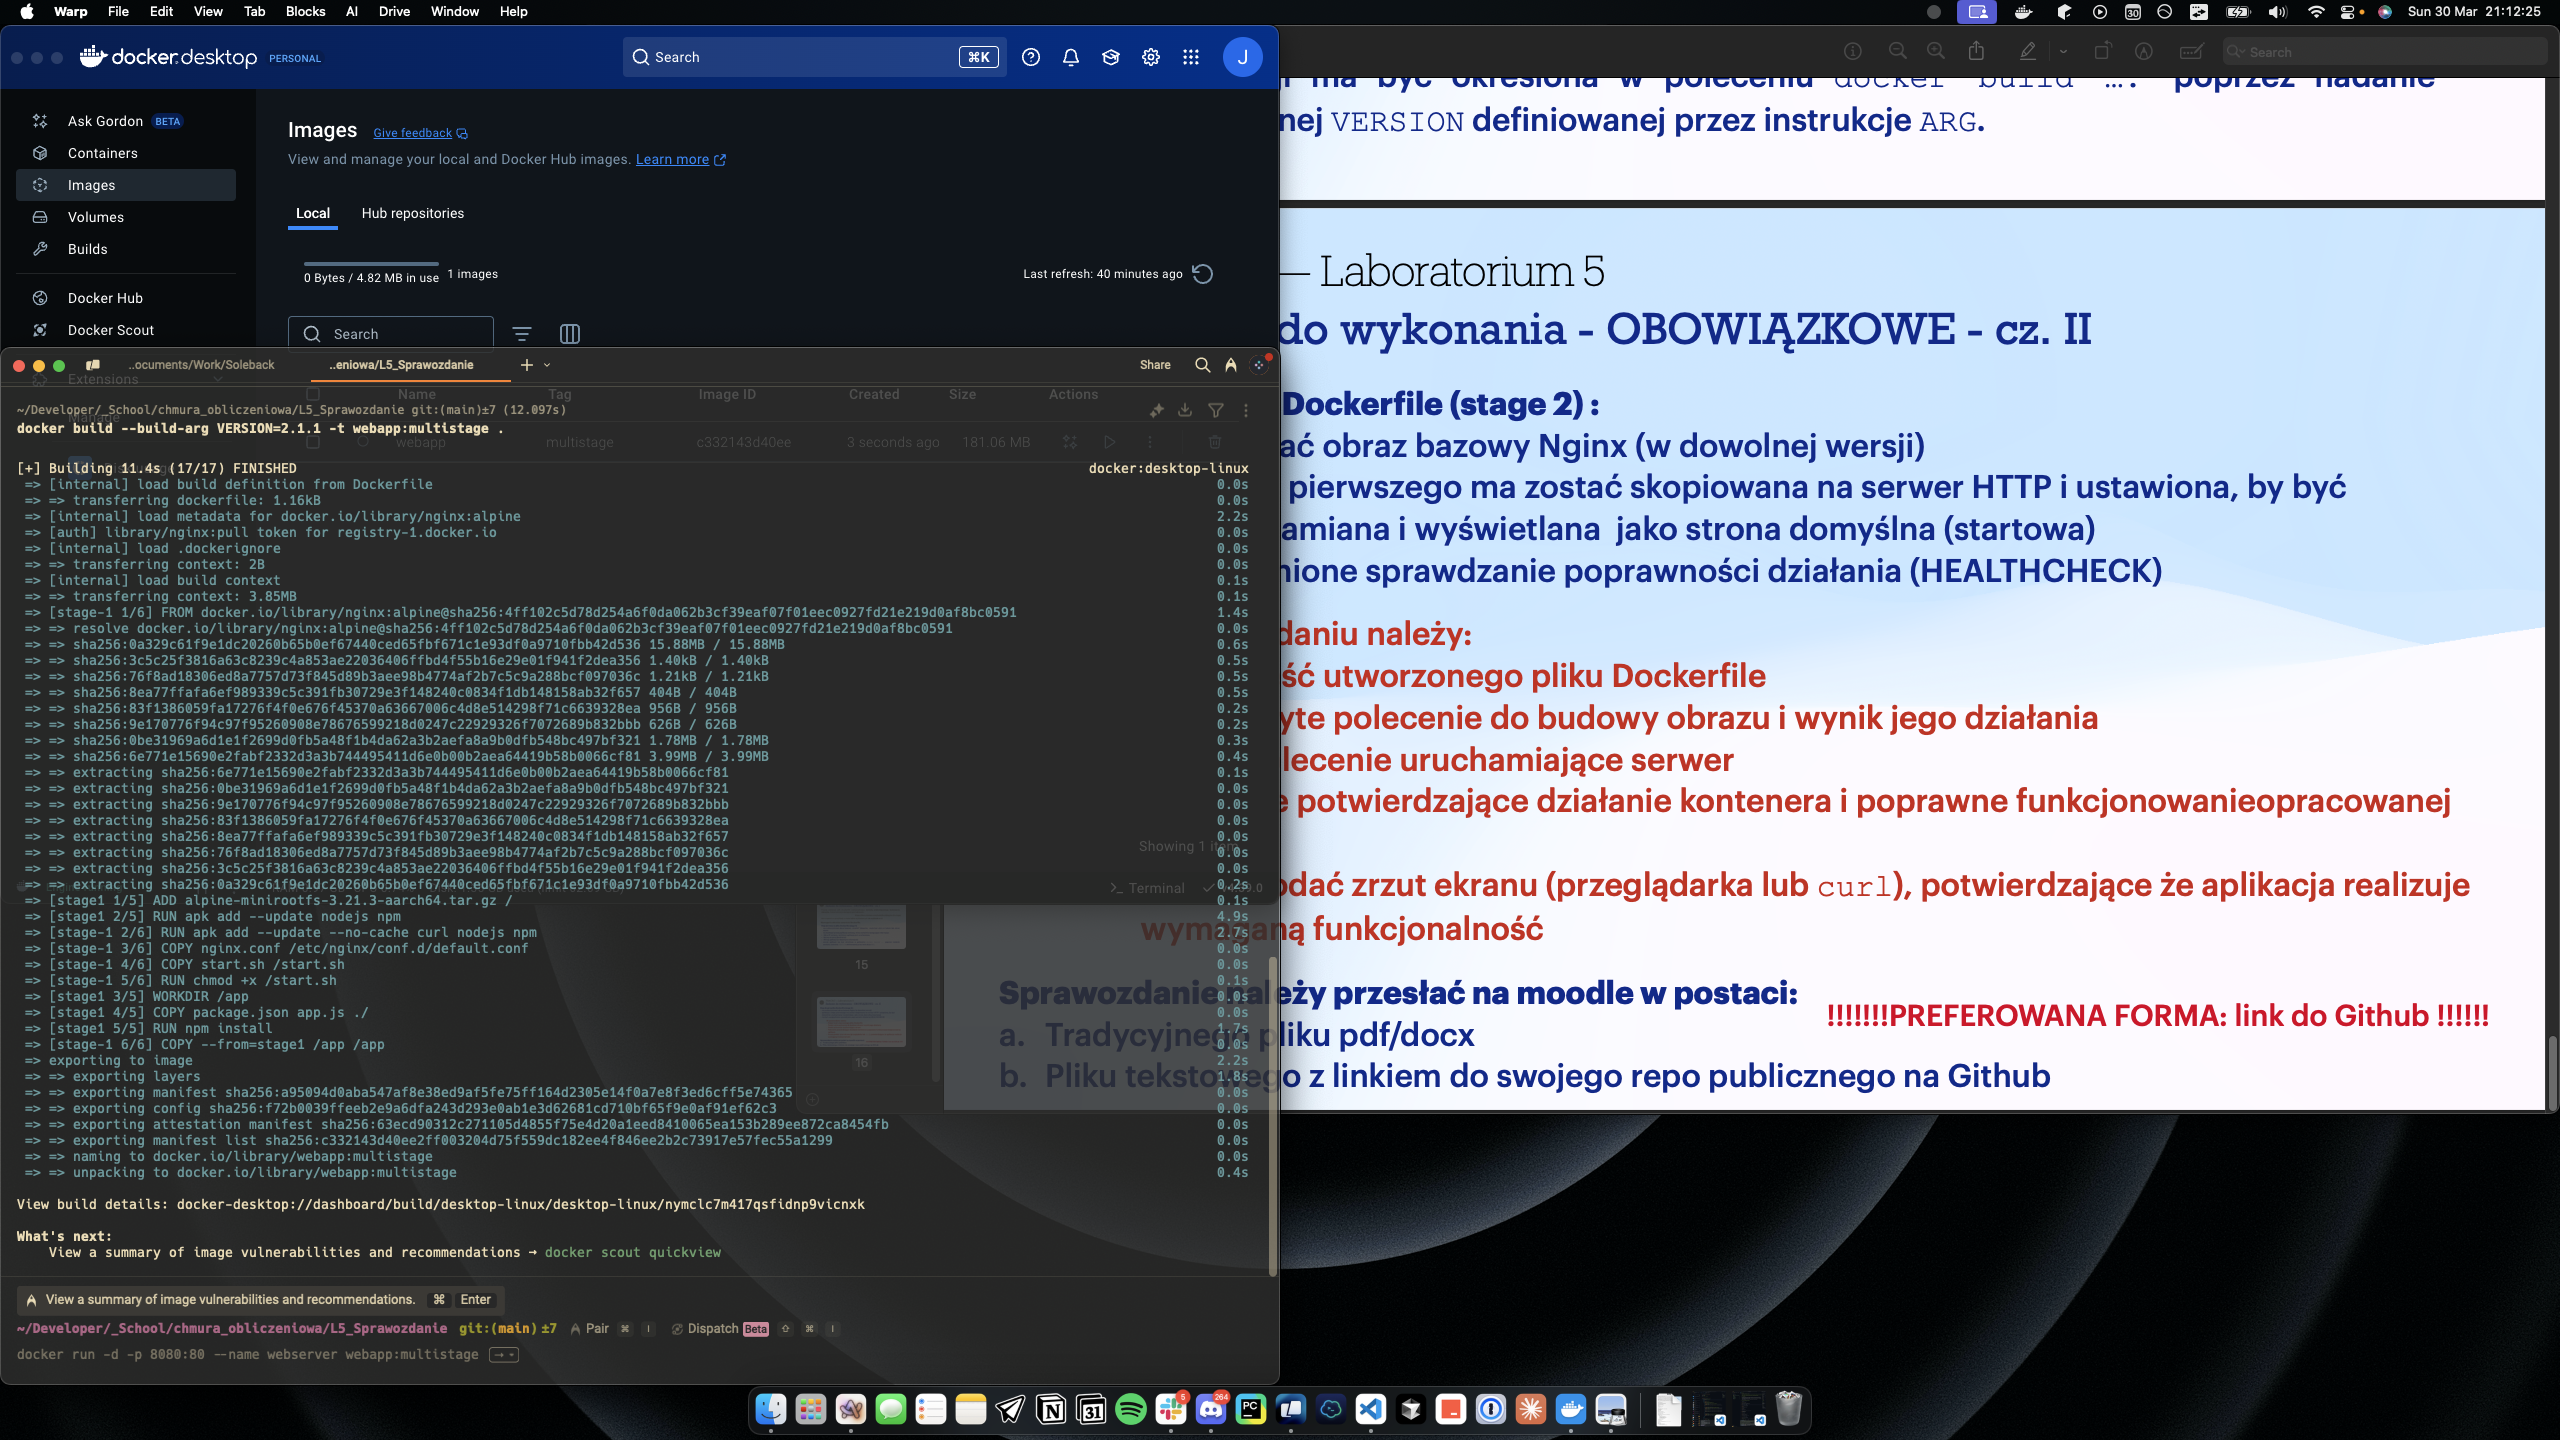 Warp File Edit View Tab Blocks AI Drive Window Help
30
Sun 30 Mar 21:12:25
docker.desktop PERSONAL
Search
⌘K
J
Ask Gordon BETA
Containers
Images
Volumes
Builds
Docker Hub
Docker Scout
Extensions
Images Give feedback
View and manage your local and Docker Hub images. Learn more
Local Hub repositories
0 Bytes / 4.82 MB in use 1 images
Last refresh: 40 minutes ago
Search
Name Tag Image ID Created Size Actions
webapp multistage c332143d40ee 3 seconds ago 181.06 MB
Showing 1 item
Terminal
..ocuments/Work/Soleback
..eniowa/L5_Sprawozdanie
Share
~/Developer/_School/chmura_obliczeniowa/L5_Sprawozdanie git:(main)±7 (12.097s)
docker build --build-arg VERSION=2.1.1 -t webapp:multistage .
[+] Building 11.4s (17/17) FINISHED docker:desktop-linux
=> [internal] load build definition from Dockerfile 0.0s
=> => transferring dockerfile: 1.16kB 0.0s
=> [internal] load metadata for docker.io/library/nginx:alpine 2.2s
=> [auth] library/nginx:pull token for registry-1.docker.io 0.0s
=> [internal] load .dockerignore 0.0s
=> => transferring context: 2B 0.0s
=> [internal] load build context 0.1s
=> => transferring context: 3.85MB 0.1s
=> [stage-1 1/6] FROM docker.io/library/nginx:alpine@sha256:4ff102c5d78d254a6f0da062b3cf39eaf07f01eec0927fd21e219d0af8bc0591 1.4s
=> => resolve docker.io/library/nginx:alpine@sha256:4ff102c5d78d254a6f0da062b3cf39eaf07f01eec0927fd21e219d0af8bc0591 0.0s
=> => sha256:0a329c61f9e1dc20260b65b0ef67440ced65fbf671c1e93df0a9710fbb42d536 15.88MB / 15.88MB 0.6s
=> => sha256:3c5c25f3816a63c8239c4a853ae22036406ffbd4f55b16e29e01f941f2dea356 1.40kB / 1.40kB 0.5s
=> => sha256:76f8ad18306ed8a7757d73f845d89b3aee98b4774af2b7c5c9a288bcf097036c 1.21kB / 1.21kB 0.5s
=> => sha256:8ea77ffafa6ef989339c5c391fb30729e3f148240c0834f1db148158ab32f657 404B / 404B 0.5s
=> => sha256:83f1386059fa17276f4f0e676f45370a63667006c4d8e514298f71c6639328ea 956B / 956B 0.2s
=> => sha256:9e170776f94c97f95260908e78676599218d0247c22929326f7072689b832bbb 626B / 626B 0.2s
=> => sha256:0be31969a6d1e1f2699d0fb5a48f1b4da62a3b2aefa8a9b0dfb548bc497bf321 1.78MB / 1.78MB 0.3s
=> => sha256:6e771e15690e2fabf2332d3a3b744495411d6e0b00b2aea64419b58b0066cf81 3.99MB / 3.99MB 0.4s
=> => extracting sha256:6e771e15690e2fabf2332d3a3b744495411d6e0b00b2aea64419b58b0066cf81 0.1s
=> => extracting sha256:0be31969a6d1e1f2699d0fb5a48f1b4da62a3b2aefa8a9b0dfb548bc497bf321 0.0s
=> => extracting sha256:9e170776f94c97f95260908e78676599218d0247c22929326f7072689b832bbb 0.0s
=> => extracting sha256:83f1386059fa17276f4f0e676f45370a63667006c4d8e514298f71c6639328ea 0.0s
=> => extracting sha256:8ea77ffafa6ef989339c5c391fb30729e3f148240c0834f1db148158ab32f657 0.0s
=> => extracting sha256:76f8ad18306ed8a7757d73f845d89b3aee98b4774af2b7c5c9a288bcf097036c 0.0s
=> => extracting sha256:3c5c25f3816a63c8239c4a853ae22036406ffbd4f55b16e29e01f941f2dea356 0.0s
=> => extracting sha256:0a329c61f9e1dc20260b65b0ef67440ced65fbf671c1e93df0a9710fbb42d536 0.2s
=> [stage1 1/5] ADD alpine-minirootfs-3.21.3-aarch64.tar.gz / 0.1s
=> [stage1 2/5] RUN apk add --update nodejs npm 4.9s
=> [stage-1 2/6] RUN apk add --update --no-cache curl nodejs npm 2.7s
=> [stage-1 3/6] COPY nginx.conf /etc/nginx/conf.d/default.conf 0.0s
=> [stage-1 4/6] COPY start.sh /start.sh 0.0s
=> [stage-1 5/6] RUN chmod +x /start.sh 0.1s
=> [stage1 3/5] WORKDIR /app 0.0s
=> [stage1 4/5] COPY package.json app.js ./ 0.0s
=> [stage1 5/5] RUN npm install 1.7s
=> [stage-1 6/6] COPY --from=stage1 /app /app 0.0s
=> exporting to image 2.2s
=> => exporting layers 1.8s
=> => exporting manifest sha256:a95094d0aba547af8e38ed9af5fe75ff164d2305e14f0a7e8f3ed6cff5e74365 0.0s
=> => exporting config sha256:f72b0039ffeeb2e9a6dfa243d293e0ab1e3d62681cd710bf65f9e0af91ef62c3 0.0s
=> => exporting attestation manifest sha256:63ecd90312c271105d4855f75e4d20a1eed8410065ea153b289ee872ca8454fb 0.0s
=> => exporting manifest list sha256:c332143d40ee2ff003204d75f559dc182ee4f846ee2b2c73917e57fec55a1299 0.0s
=> => naming to docker.io/library/webapp:multistage 0.0s
=> => unpacking to docker.io/library/webapp:multistage 0.4s
View build details: docker-desktop://dashboard/build/desktop-linux/desktop-linux/nymclc7m417qsfidnp9vicnxk
What's next:
View a summary of image vulnerabilities and recommendations → docker scout quickview
View a summary of image vulnerabilities and recommendations. ⌘ Enter
~/Developer/_School/chmura_obliczeniowa/L5_Sprawozdanie git:(main) ±7 Pair ⌘ I Dispatch Beta ⇧ ⌘ I
docker run -d -p 8080:80 --name webserver webapp:multistage
Search
ma być określona w poleceniu docker build …. poprzez nadanie
nej VERSION definiowanej przez instrukcje ARG.
— Laboratorium 5
do wykonania - OBOWIĄZKOWE - cz. II
Dockerfile (stage 2) :
ać obraz bazowy Nginx (w dowolnej wersji)
pierwszego ma zostać skopiowana na serwer HTTP i ustawiona, by być
amiana i wyświetlana jako strona domyślna (startowa)
nione sprawdzanie poprawności działania (HEALTHCHECK)
daniu należy:
ść utworzonego pliku Dockerfile
yte polecenie do budowy obrazu i wynik jego działania
lecenie uruchamiające serwer
e potwierdzające działanie kontenera i poprawne funkcjonowanieopracowanej
odać zrzut ekranu (przeglądarka lub curl), potwierdzające że aplikacja realizuje
wymaganą funkcjonalność
Sprawozdanie należy przesłać na moodle w postaci:
!!!!!!!PREFEROWANA FORMA: link do Github !!!!!!
a. Tradycyjnego pliku pdf/docx
b. Pliku tekstowego z linkiem do swojego repo publicznego na Github
15
16
5
264
PC
31